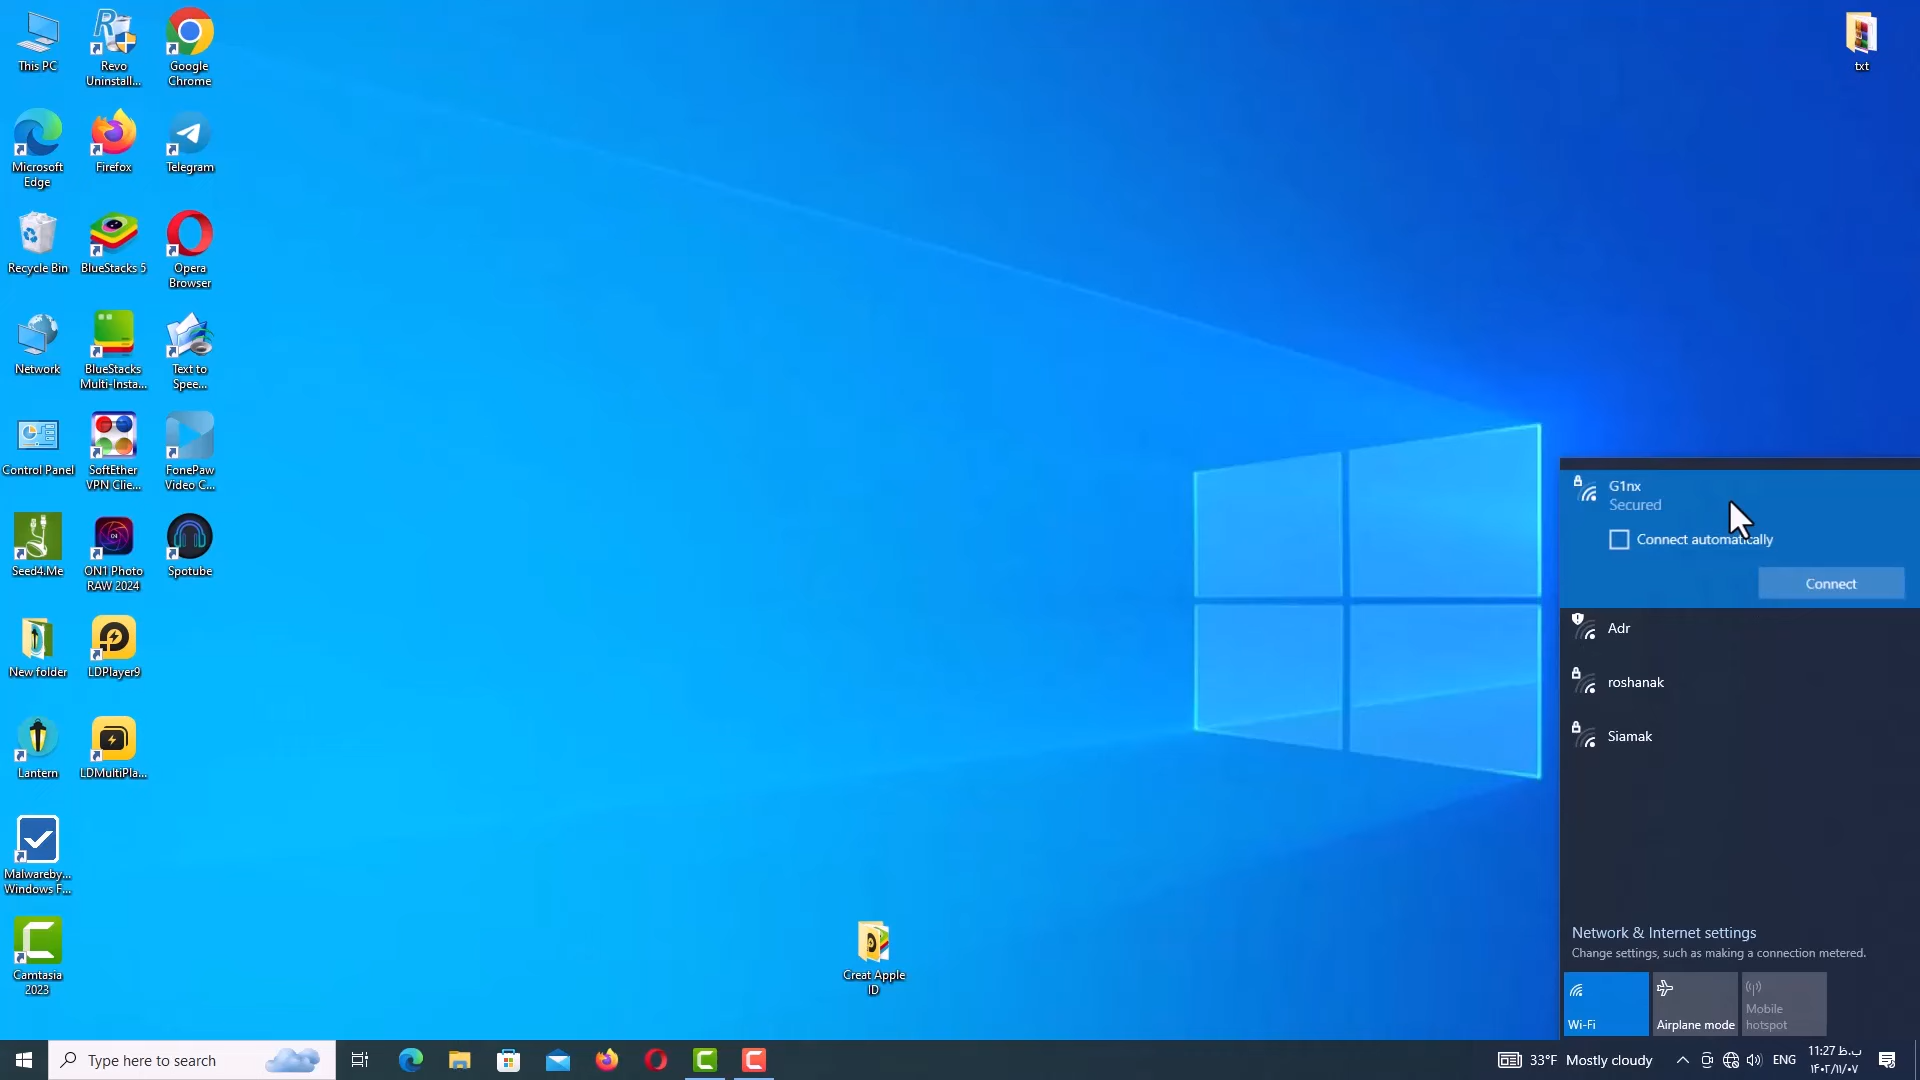 This PC
Revo
Uninstall...
Google
Chrome
txt
Microsoft
Edge
Firefox
Telegram
Recycle Bin
BlueStacks 5
Opera
Browser
Network
BlueStacks
Multi-Insta...
Text to
Spee...
Control Panel
SoftEther
VPN Clie...
FonePaw
Video C...
Seed4.Me
ON1 Photo
RAW 2024
Spotube
New folder
LDPlayer9
Lantern
LDMultiPla...
Malwareby...
Windows F...
Camtasia
2023
Creat Apple
ID
G1nx
Secured
Connect automatically
Connect
Adr
roshanak
Siamak
Network & Internet settings
Change settings, such as making a connection metered.
Wi-Fi
Airplane mode
Mobile
hotspot
Type here to search
33°F Mostly cloudy
ENG
11:27 ب.ظ
۱۴۰۲/۱۱/۰۷